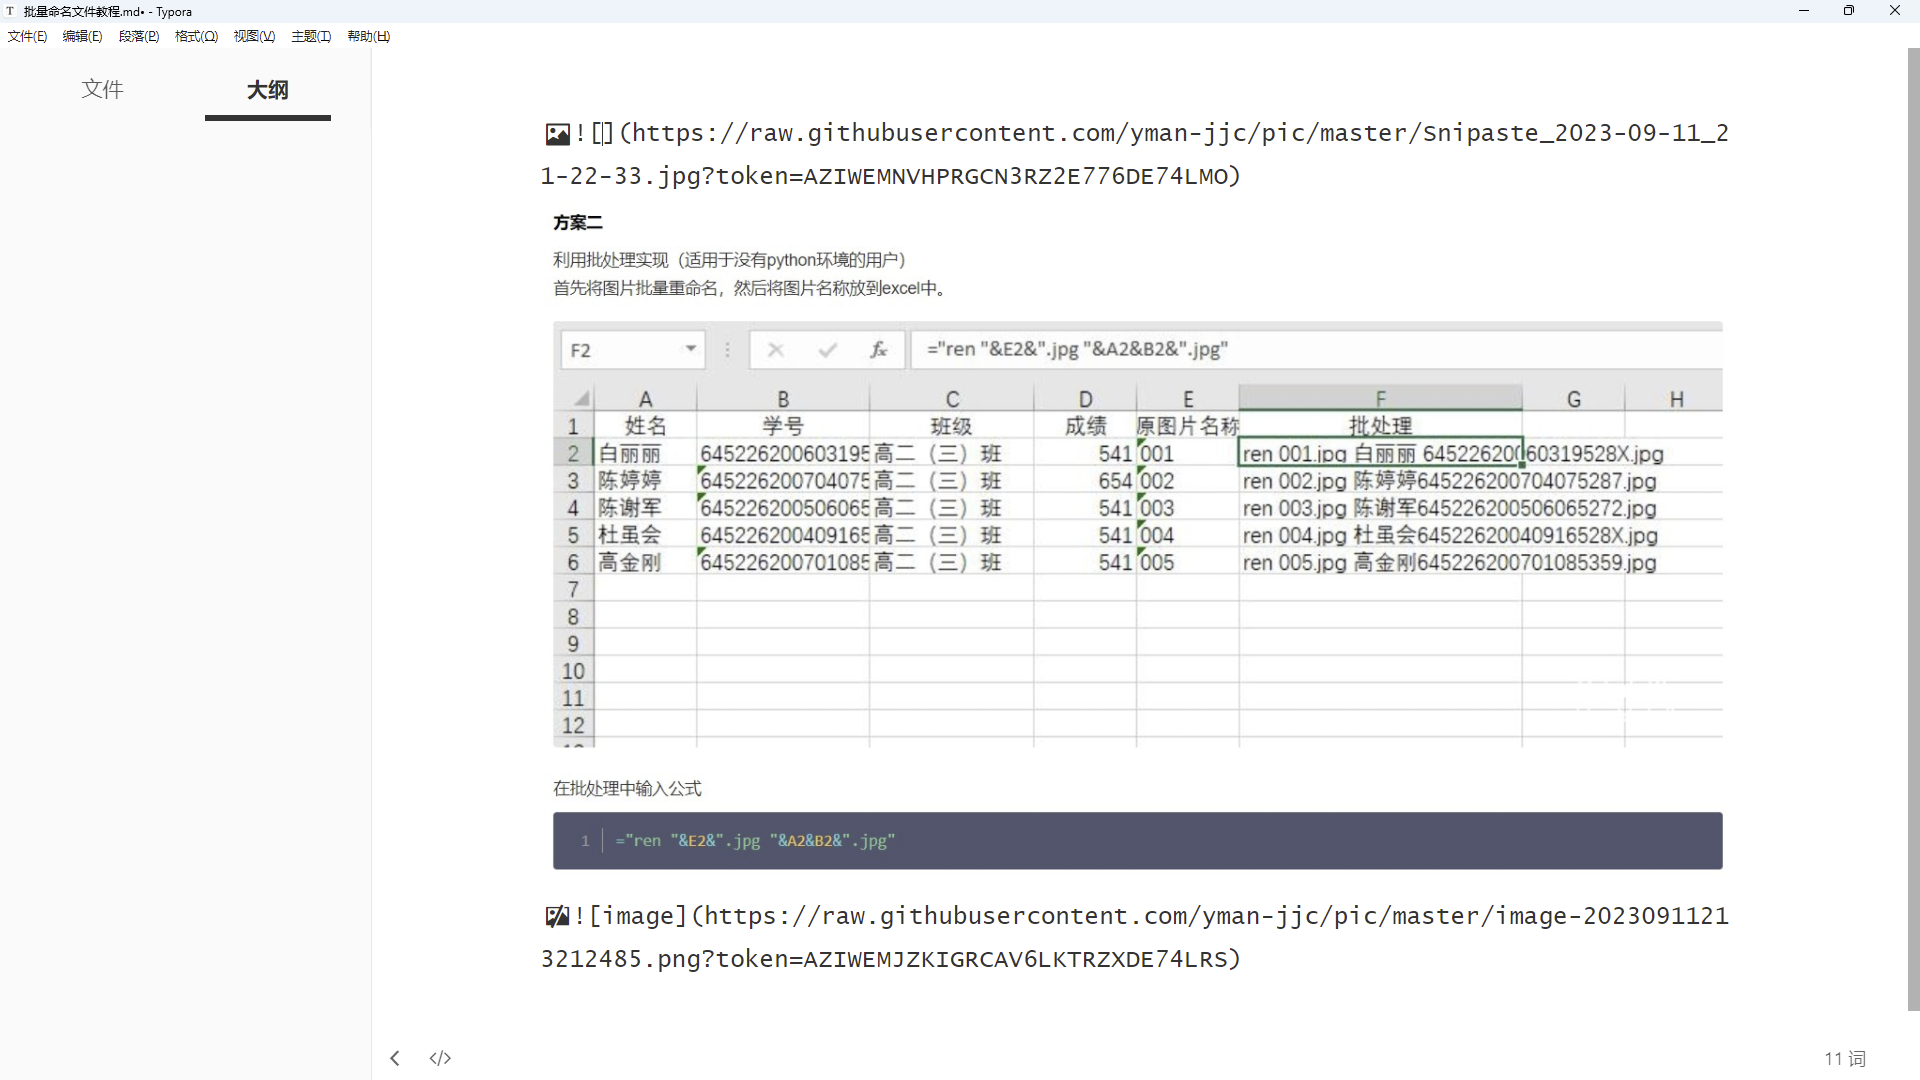 批量命名文件教程.md• - Typora
文件(F) 编辑(E) 段落(P) 格式(O) 视图(V) 主题(T) 帮助(H)
文件 大纲
![](https://raw.githubusercontent.com/yman-jjc/pic/master/Snipaste_2023-09-11_2
1-22-33.jpg?token=AZIWEMNVHPRGCN3RZ2E776DE74LMO)
方案二
利用批处理实现（适用于没有python环境的用户）
首先将图片批量重命名，然后将图片名称放到excel中。
F2 fx ="ren "&E2&".jpg "&A2&B2&".jpg"
A B C D E F G H
1 姓名 学号 班级 成绩 原图片名称 批处理
2 白丽丽 645226200603195 高二（三）班 541 001 ren 001.jpg 白丽丽 64522620060319528X.jpg
3 陈婷婷 645226200704075 高二（三）班 654 002 ren 002.jpg 陈婷婷645226200704075287.jpg
4 陈谢军 645226200506065 高二（三）班 541 003 ren 003.jpg 陈谢军645226200506065272.jpg
5 杜虽会 645226200409165 高二（三）班 541 004 ren 004.jpg 杜虽会64522620040916528X.jpg
6 高金刚 645226200701085 高二（三）班 541 005 ren 005.jpg 高金刚645226200701085359.jpg
7
8
9
10
11
12
在批处理中输入公式
1 ="ren "&E2&".jpg "&A2&B2&".jpg"
![image](https://raw.githubusercontent.com/yman-jjc/pic/master/image-2023091121
3212485.png?token=AZIWEMJZKIGRCAV6LKTRZXDE74LRS)
</> 11 词